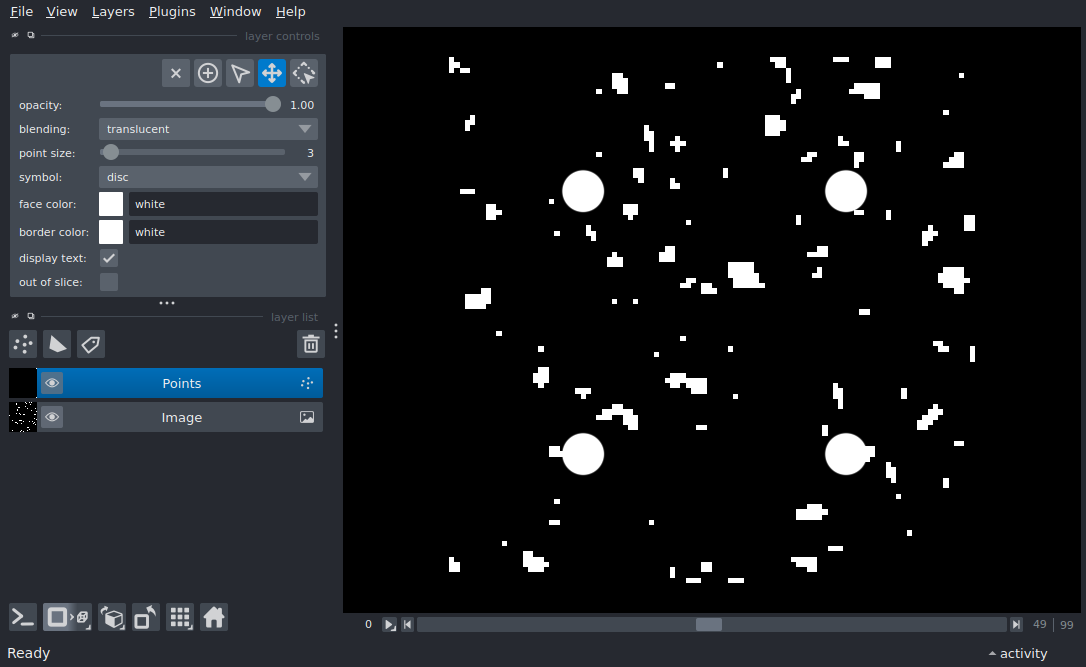 File View Layers Plugins Window Help
layer controls
opacity: 1.00
blending: translucent
point size: 3
symbol: disc
face color: white
border color: white
display text:
out of slice:
layer list
Points
Image
0 49 | 99
Ready activity